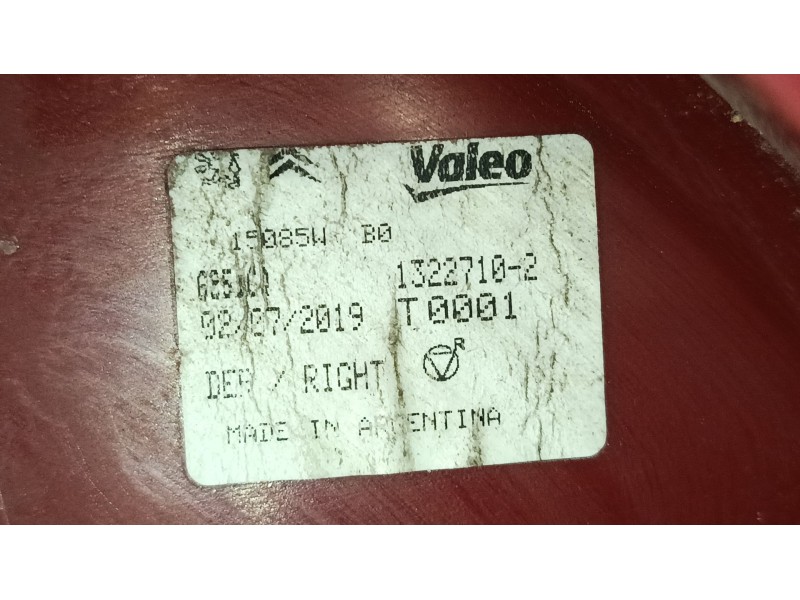 Valeo
15085W B0
1322710-2
02/07/2019 T0001
R
DER / RIGHT
MADE IN ARGENTINA